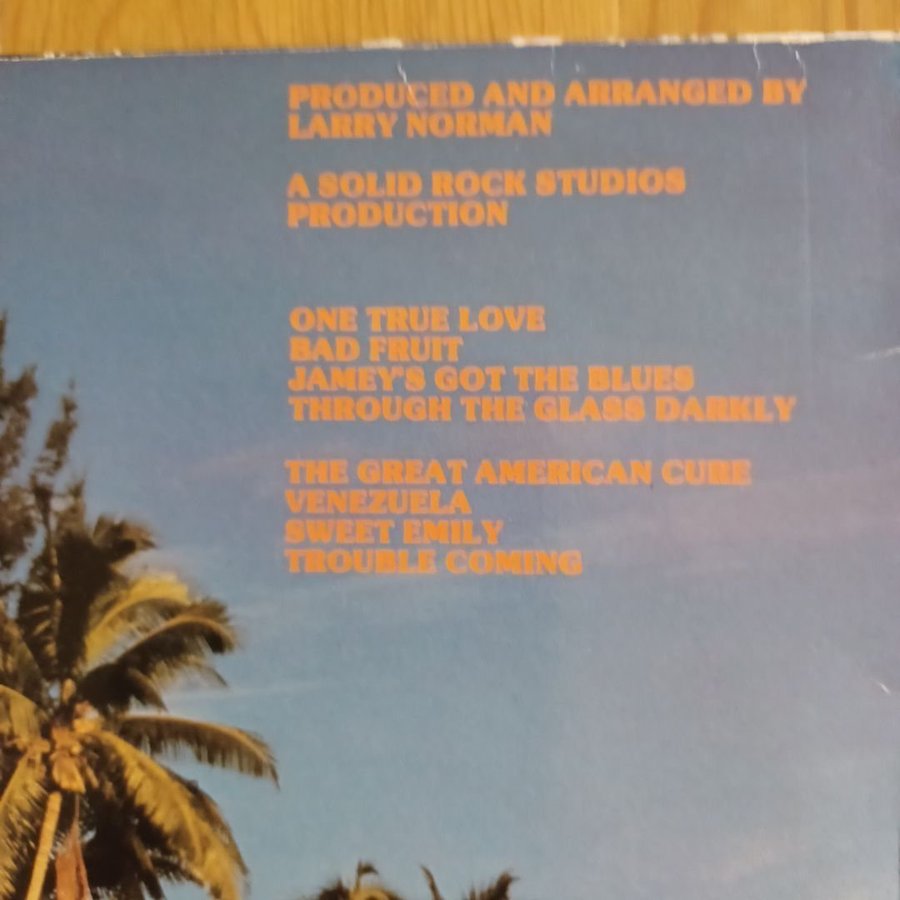 PRODUCED AND ARRANGED BY
LARRY NORMAN
A SOLID ROCK STUDIOS
PRODUCTION
ONE TRUE LOVE
BAD FRUIT
JAMEY'S GOT THE BLUES
THROUGH THE GLASS DARKLY
THE GREAT AMERICAN CURE
VENEZUELA
SWEET EMILY
TROUBLE COMING